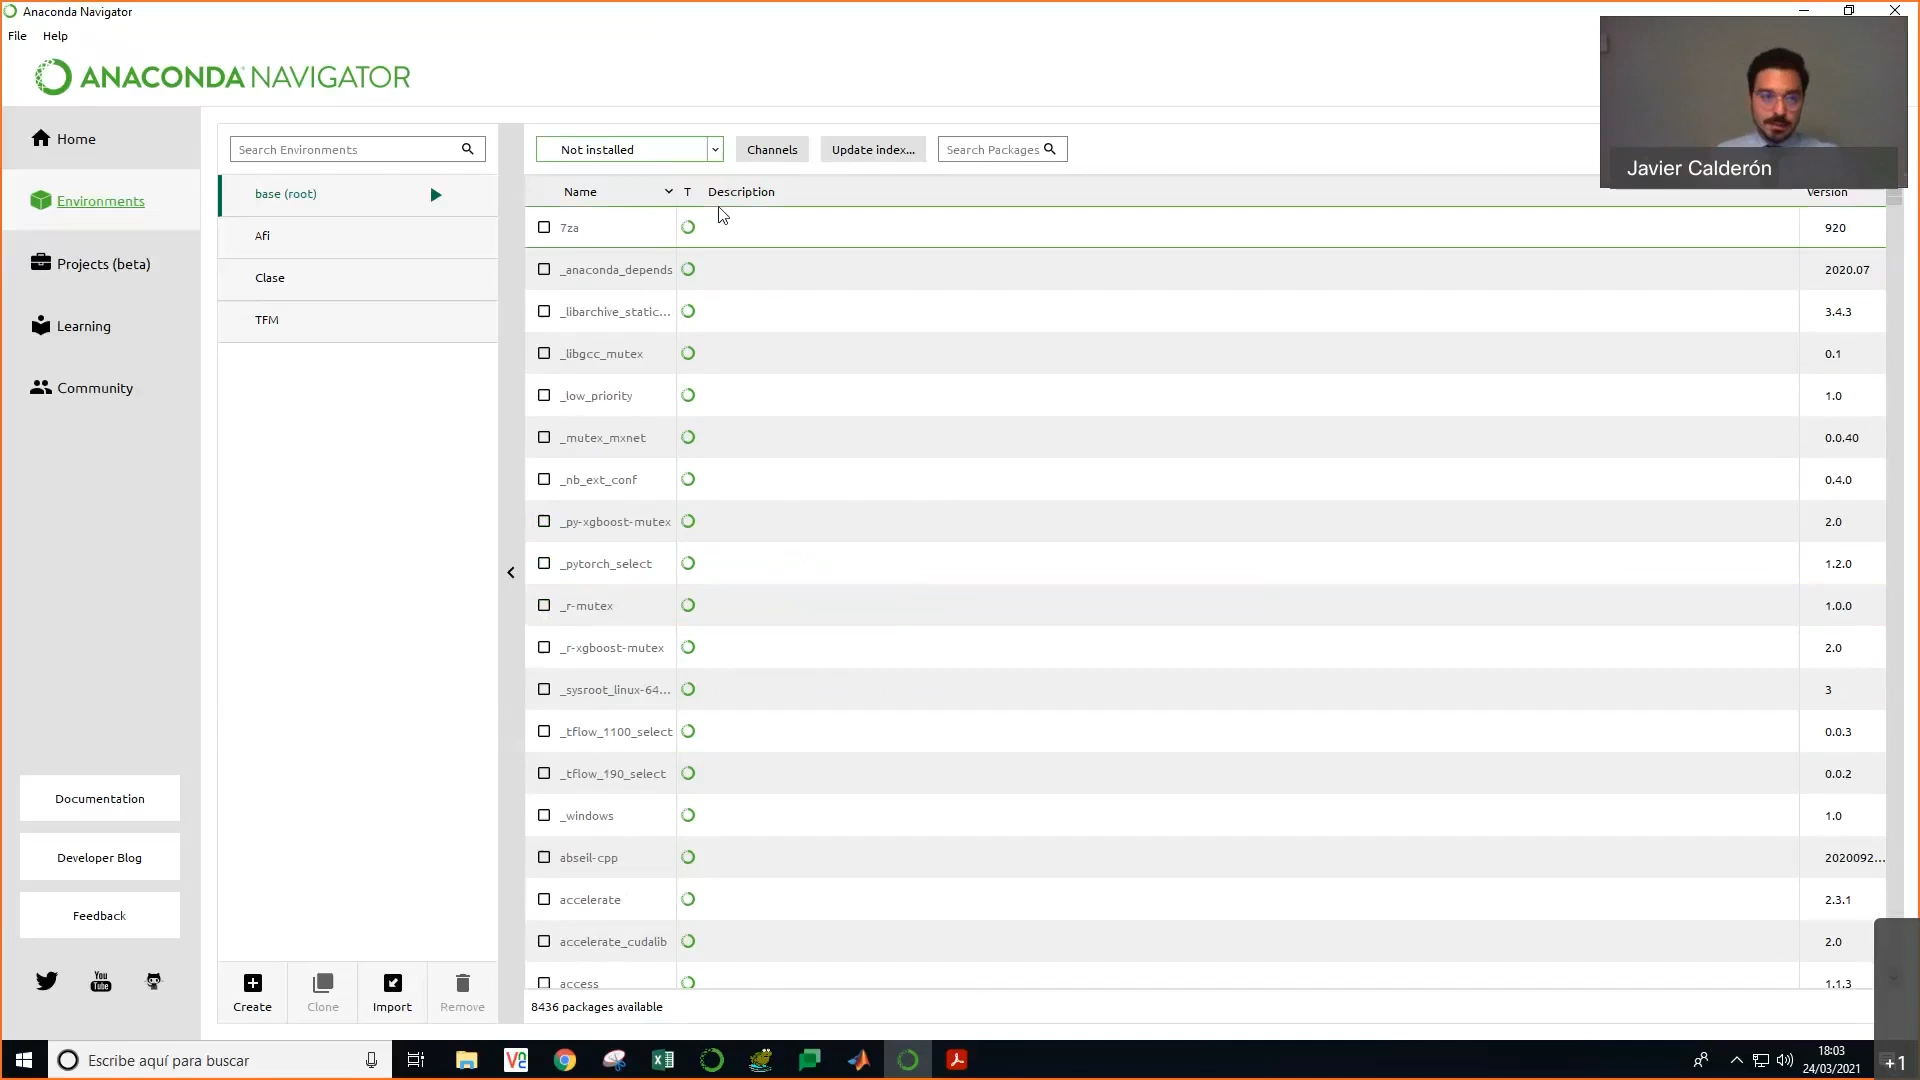 Anaconda Navigator
File Help
ANACONDA NAVIGATOR
Home
Environments
Projects (beta)
Learning
Community
Documentation
Developer Blog
Feedback
You
Tube
Search Environments
base (root)
Afi
Clase
TFM
Create
Clone
Import
Remove
Not installed
Channels
Update index...
Search Packages
Name T Description Version
7za 920
_anaconda_depends 2020.07
_libarchive_static... 3.4.3
_libgcc_mutex 0.1
_low_priority 1.0
_mutex_mxnet 0.0.40
_nb_ext_conf 0.4.0
_py-xgboost-mutex 2.0
_pytorch_select 1.2.0
_r-mutex 1.0.0
_r-xgboost-mutex 2.0
_sysroot_linux-64... 3
_tflow_1100_select 0.0.3
_tflow_190_select 0.0.2
_windows 1.0
abseil-cpp 2020092...
accelerate 2.3.1
accelerate_cudalib 2.0
access 1.1.3
8436 packages available
Javier Calderón
Escribe aquí para buscar
18:03
24/03/2021
+1